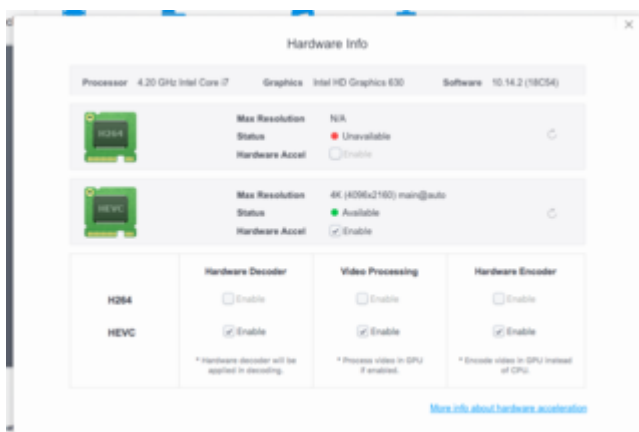 Hardware Info
Processor 4.20 GHz Intel Core i7 Graphics Intel HD Graphics 630 Software 10.14.2 (18C54)
H264
Max Resolution N/A
Status Unavailable
Hardware Accel Enable
HEVC
Max Resolution 4K (4096x2160) main@auto
Status Available
Hardware Accel Enable
Hardware Decoder Video Processing Hardware Encoder
H264 Enable Enable Enable
HEVC Enable Enable Enable
* Hardware decoder will be applied in decoding.
* Process video in GPU if enabled.
* Encode video in GPU instead of CPU.
More info about hardware acceleration